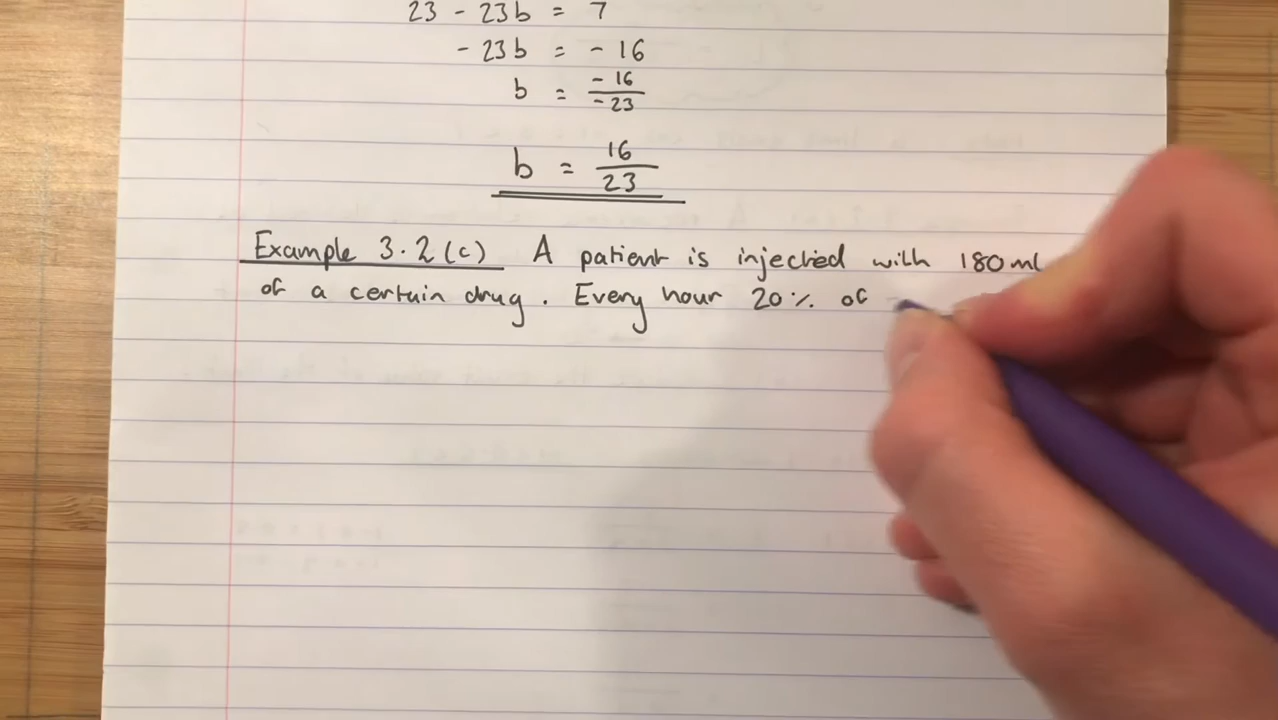 23 - 23b = 7
- 23b = - 16
b = - 16 / - 23
b = 16 / 23
Example 3.2 (c) A patient is injected with 180ml
of a certain drug. Every hour 20% of